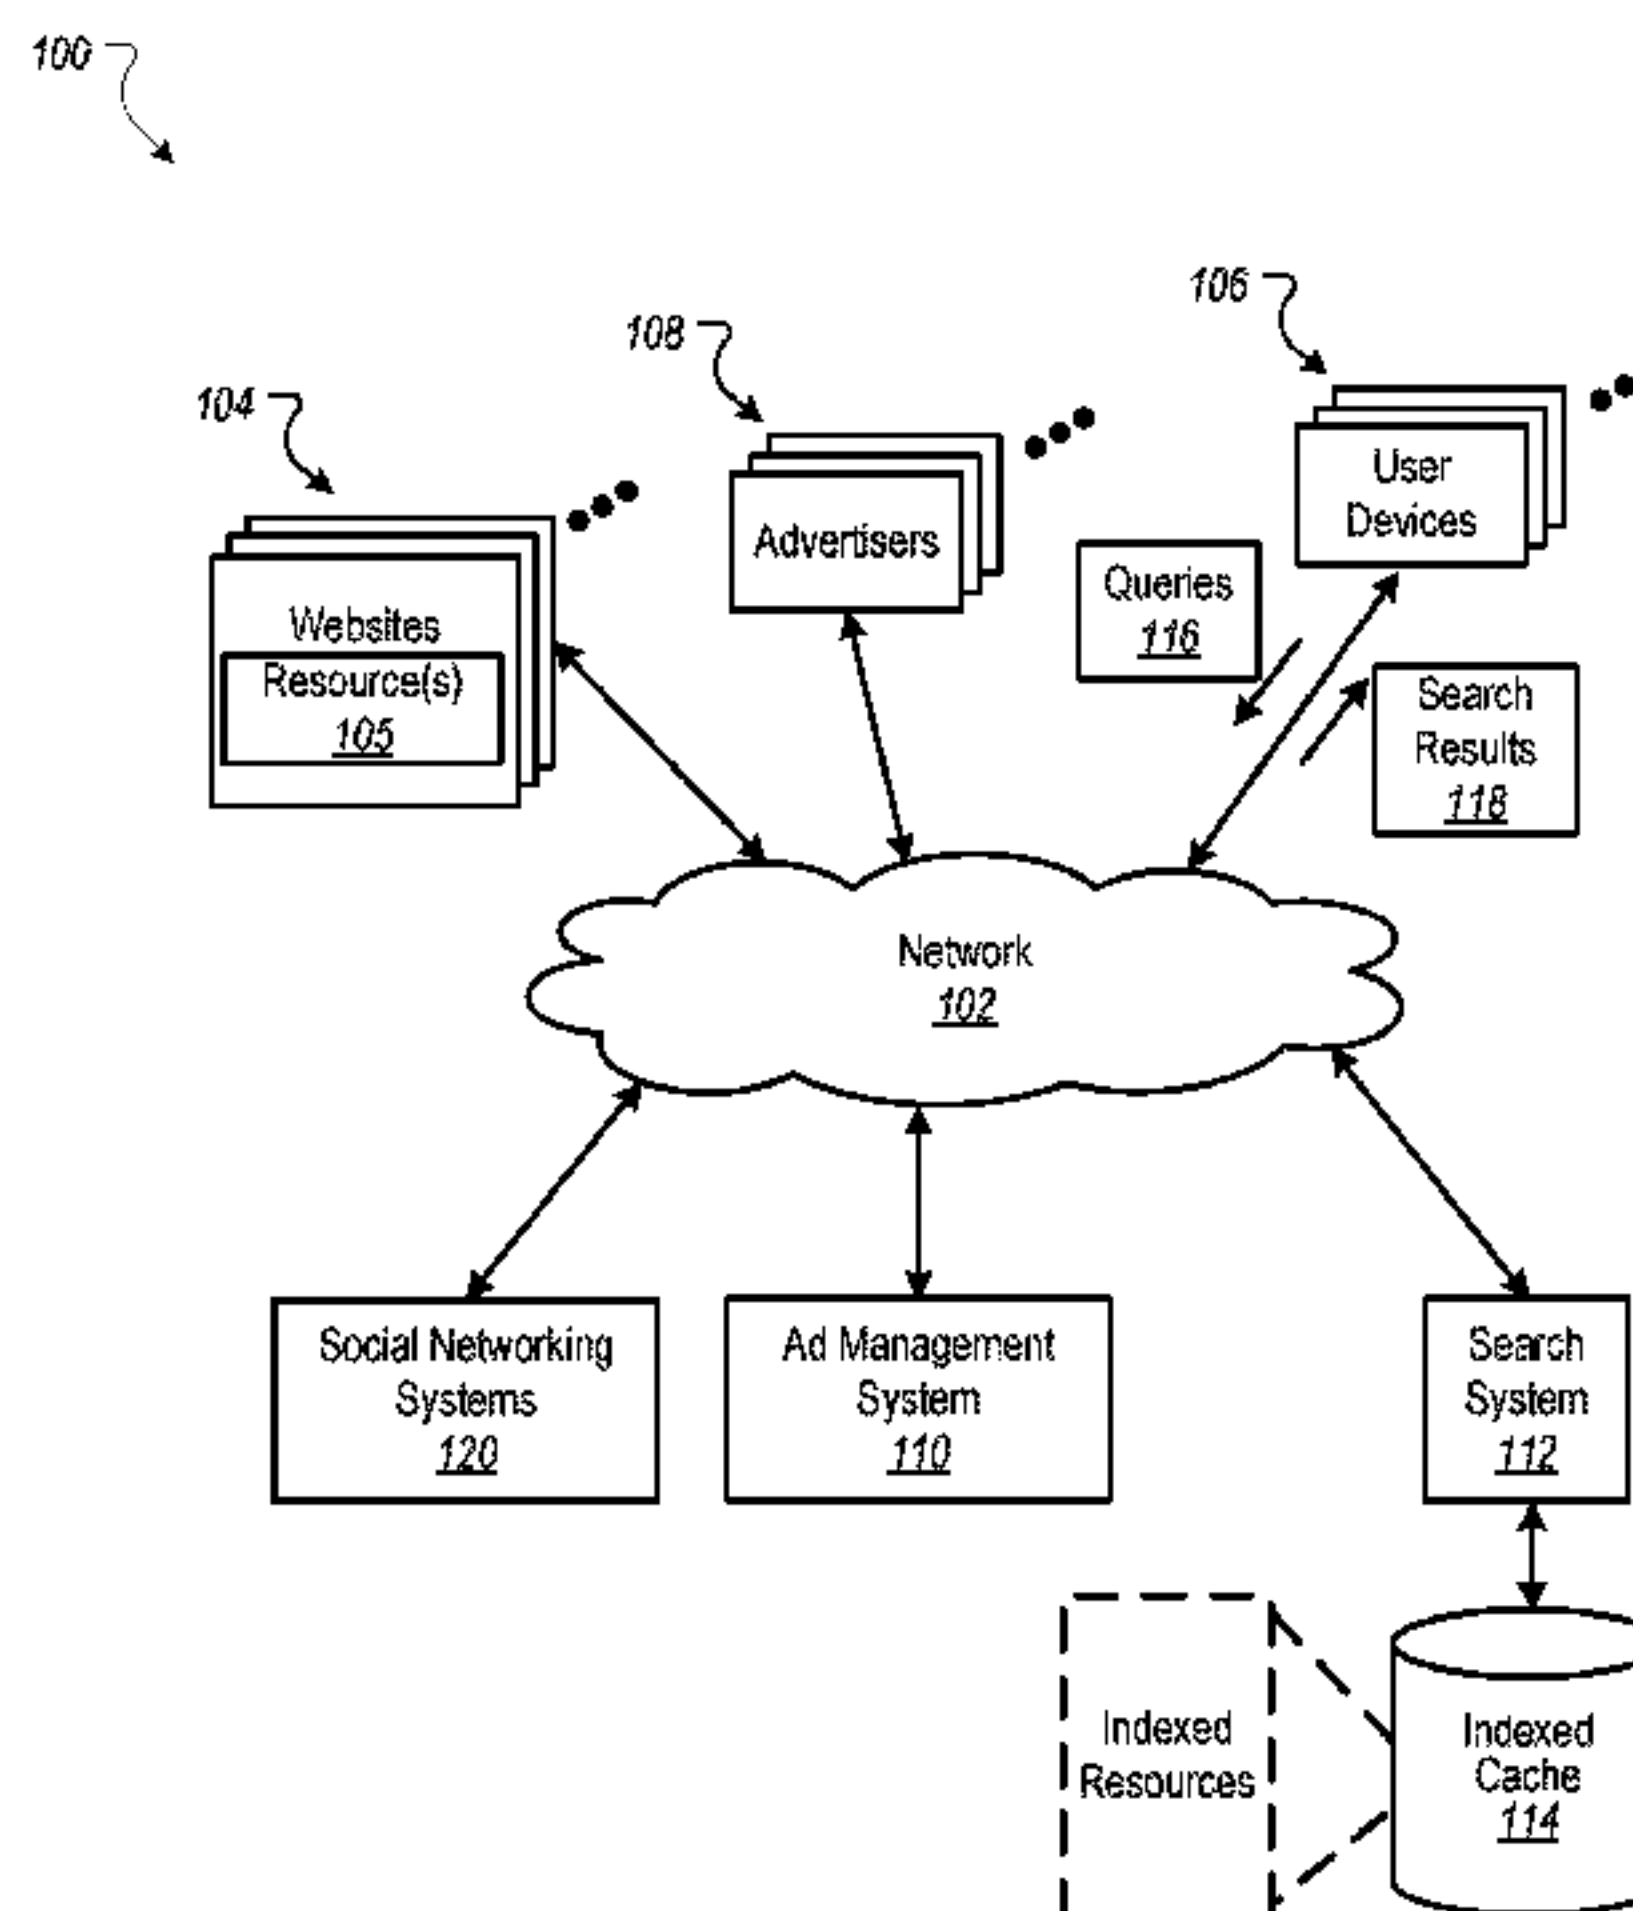 100
106
108
104
User
Devices
Advertisers
Queries
116
Websites
Resource(s)
105
Search
Results
118
Network
102
Social Networking
Systems
120
Ad Management
System
110
Search
System
112
Indexed
Resources
Indexed
Cache
114